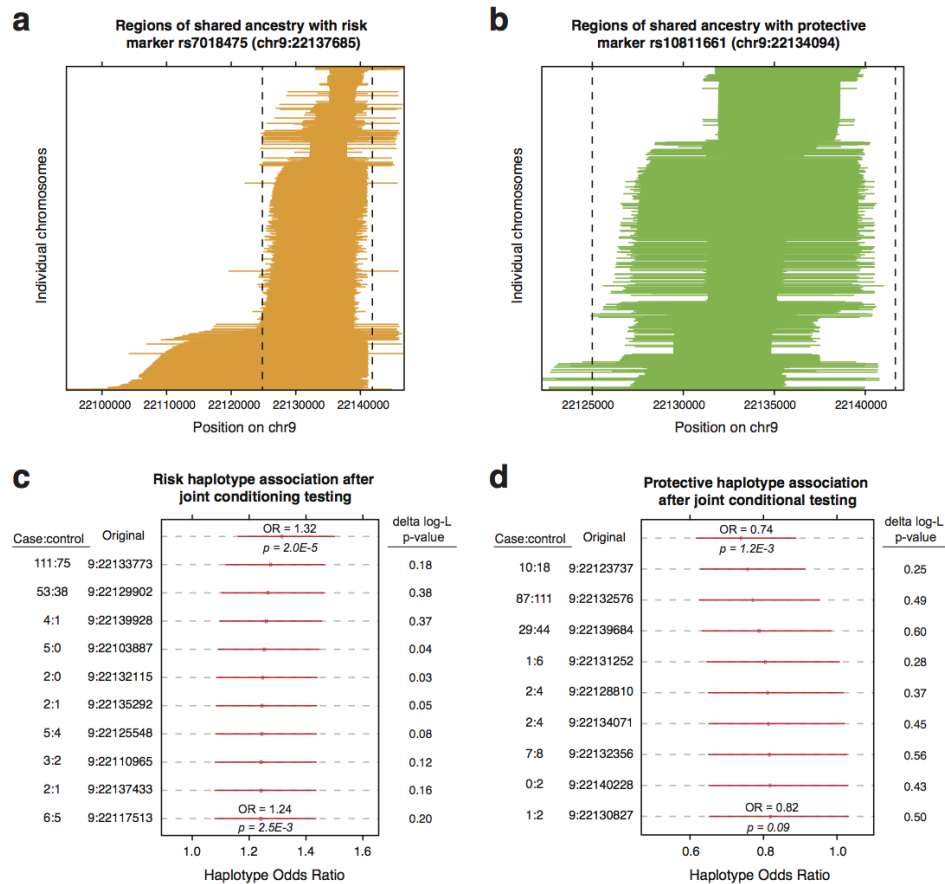 a
Regions of shared ancestry with risk
marker rs7018475 (chr9:22137685)
Individual chromosomes
22100000 22110000 22120000 22130000 22140000
Position on chr9
b
Regions of shared ancestry with protective
marker rs10811661 (chr9:22134094)
Individual chromosomes
22125000 22130000 22135000 22140000
Position on chr9
c
Risk haplotype association after
joint conditioning testing
Case:control Original delta log-L
p-value
OR = 1.32
p = 2.0E-5
111:75 9:22133773 0.18
53:38 9:22129902 0.38
4:1 9:22139928 0.37
5:0 9:22103887 0.04
2:0 9:22132115 0.03
2:1 9:22135292 0.05
5:4 9:22125548 0.08
3:2 9:22110965 0.12
2:1 9:22137433 0.16
OR = 1.24
6:5 9:22117513 0.20
p = 2.5E-3
1.0 1.2 1.4 1.6
Haplotype Odds Ratio
d
Protective haplotype association
after joint conditional testing
Case:control Original delta log-L
p-value
OR = 0.74
p = 1.2E-3
10:18 9:22123737 0.25
87:111 9:22132576 0.49
29:44 9:22139684 0.60
1:6 9:22131252 0.28
2:4 9:22128810 0.37
2:4 9:22134071 0.45
7:8 9:22132356 0.56
0:2 9:22140228 0.43
OR = 0.82
1:2 9:22130827 0.50
p = 0.09
0.6 0.8 1.0
Haplotype Odds Ratio